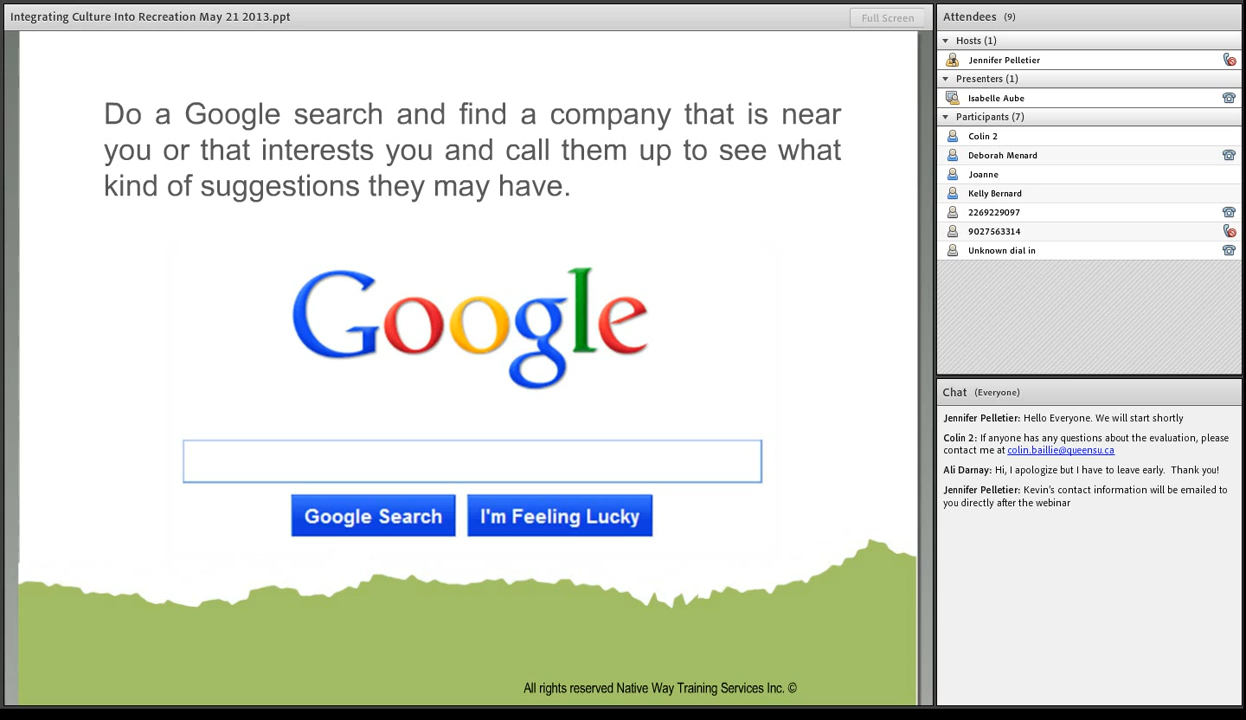 Integrating Culture Into Recreation May 21 2013.ppt
Full Screen
Do a Google search and find a company that is near
you or that interests you and call them up to see what
kind of suggestions they may have.
Google
Google Search
I'm Feeling Lucky
All rights reserved Native Way Training Services Inc. ©
Attendees (9)
Hosts (1)
Jennifer Pelletier
Presenters (1)
Isabelle Aube
Participants (7)
Colin 2
Deborah Menard
Joanne
Kelly Bernard
2269229097
9027563314
Unknown dial in
Chat (Everyone)
Jennifer Pelletier: Hello Everyone. We will start shortly
Colin 2: If anyone has any questions about the evaluation, please
contact me at colin.baillie@queensu.ca
Ali Darnay: Hi, I apologize but I have to leave early. Thank you!
Jennifer Pelletier: Kevin's contact information will be emailed to
you directly after the webinar